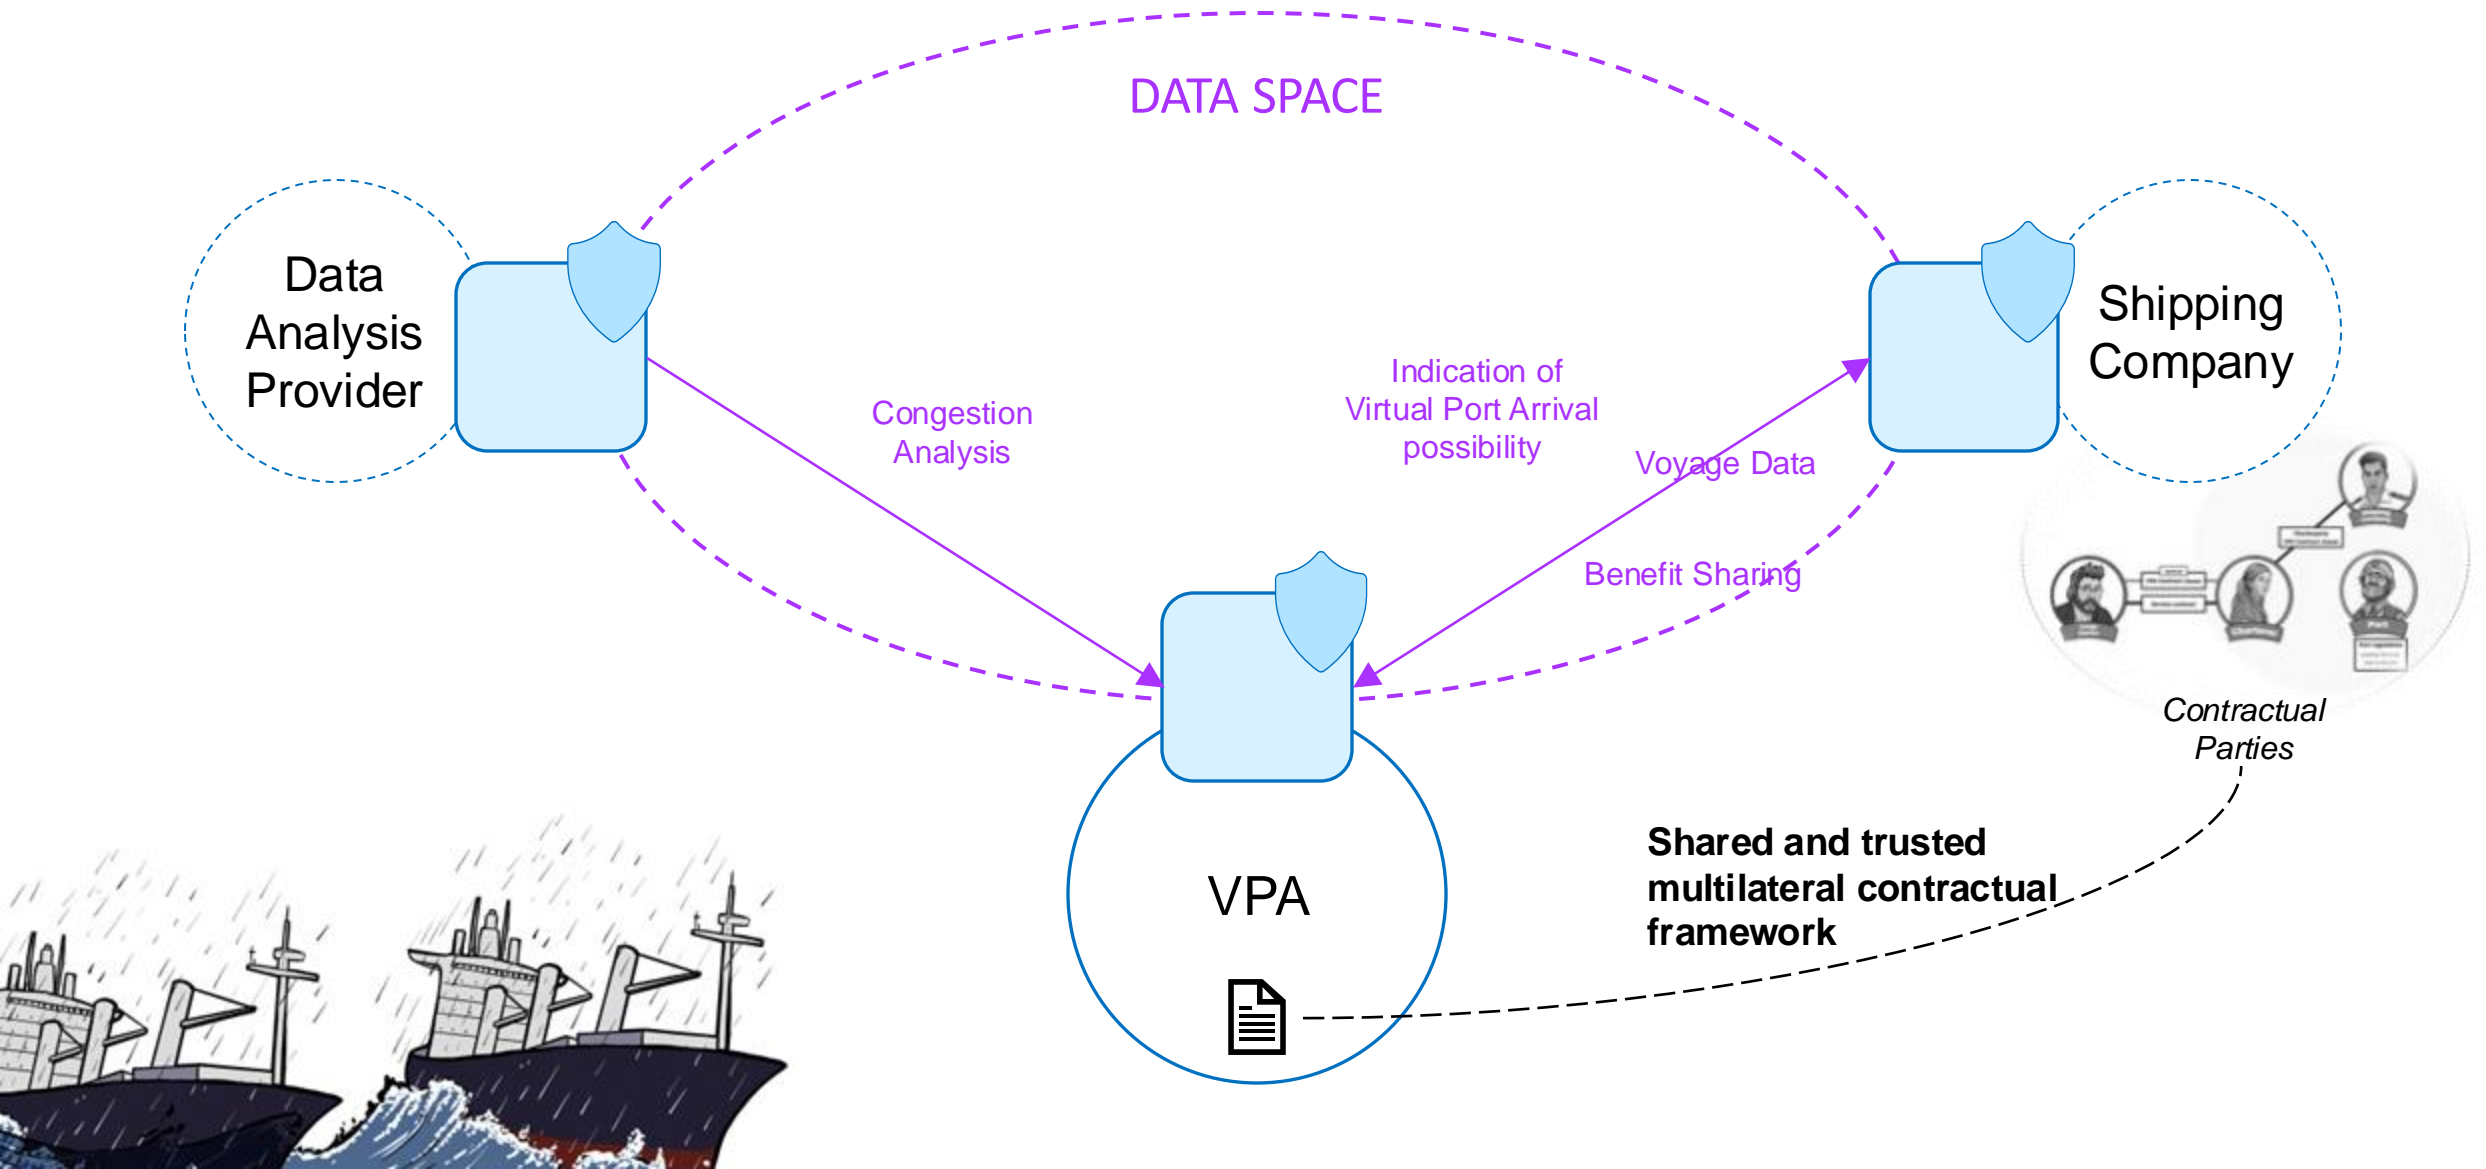 DATA SPACE
Data
Analysis
Provider
Shipping
Company
Congestion
Analysis
Indication of
Virtual Port Arrival
possibility
Voyage Data
Benefit Sharing
Contractual
Parties
VPA
Shared and trusted
multilateral contractual
framework
Port